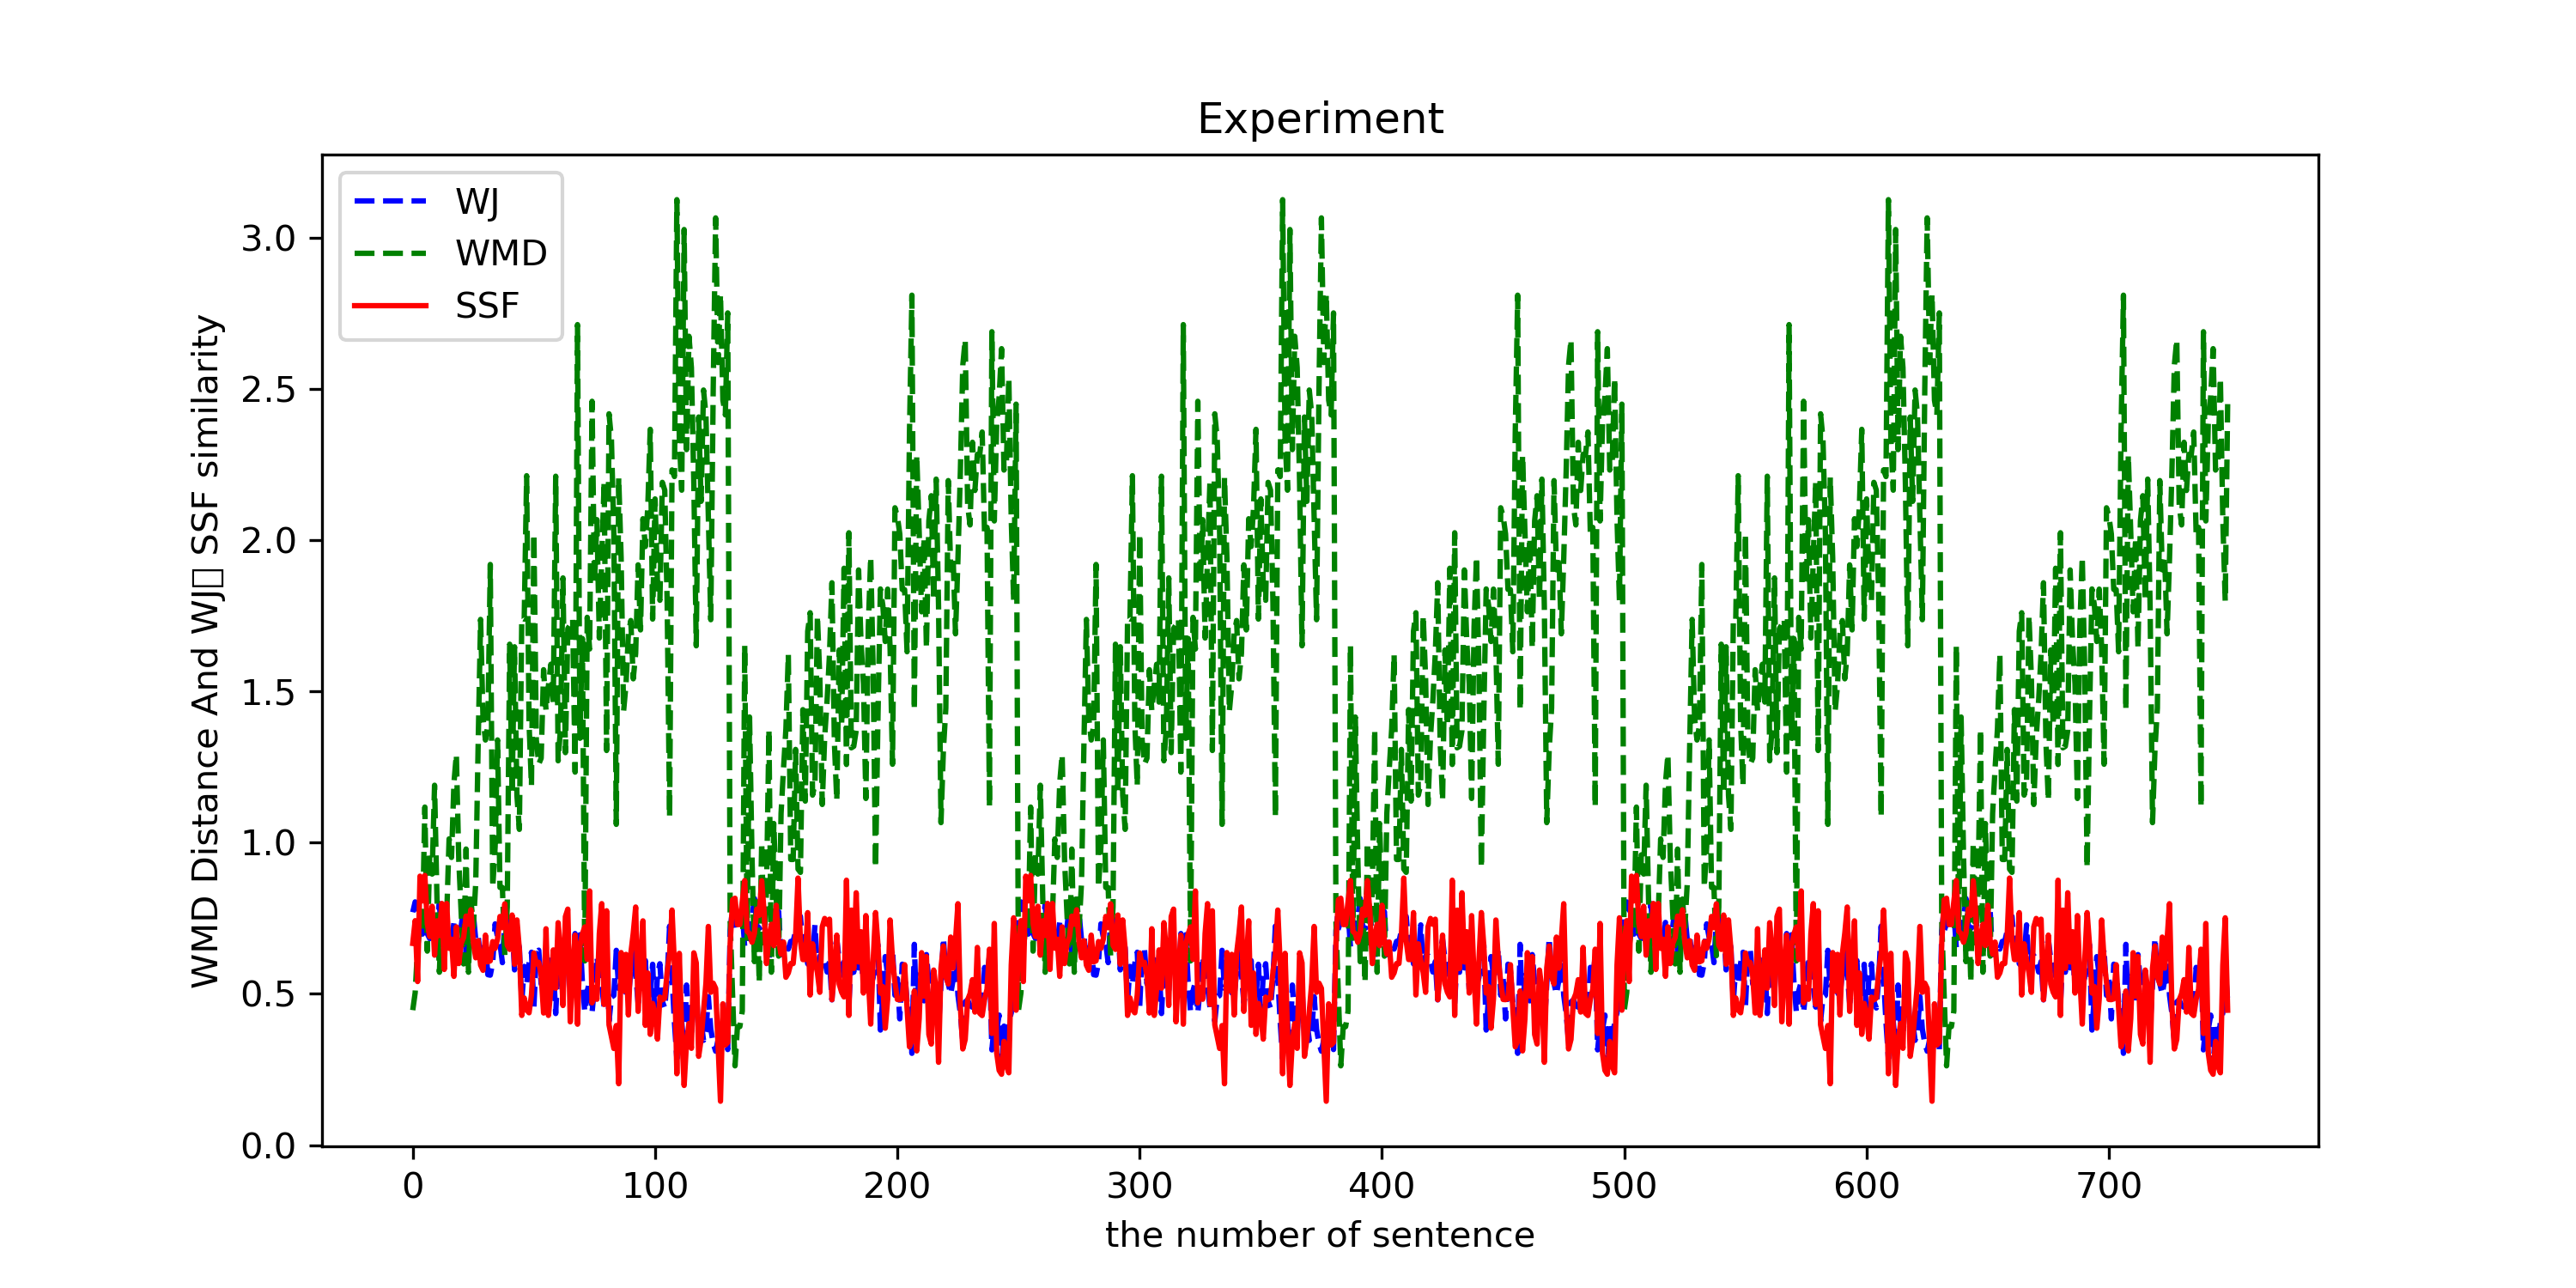 Experiment
WJ
WMD
SSF
WMD Distance And WJ▯ SSF similarity
3.0
2.5
2.0
1.5
1.0
0.5
0.0
0 100 200 300 400 500 600 700
the number of sentence